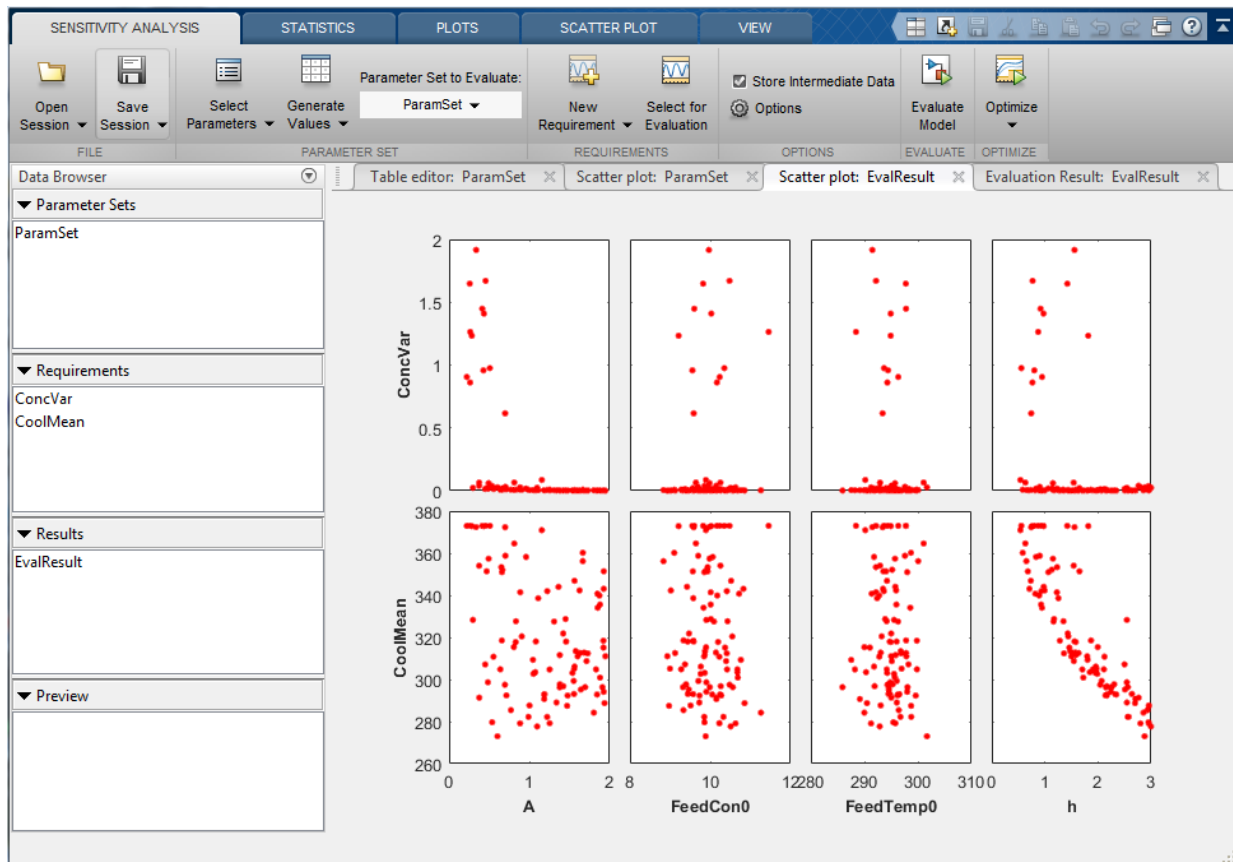 SENSITIVITY ANALYSIS STATISTICS PLOTS SCATTER PLOT VIEW
Open
Session
Save
Session
Select
Parameters
Generate
Values
Parameter Set to Evaluate:
ParamSet
New
Requirement
Select for
Evaluation
Store Intermediate Data
Options
Evaluate
Model
Optimize
FILE PARAMETER SET REQUIREMENTS OPTIONS EVALUATE OPTIMIZE
Data Browser
Parameter Sets
ParamSet
Requirements
ConcVar
CoolMean
Results
EvalResult
Preview
Table editor: ParamSet Scatter plot: ParamSet Scatter plot: EvalResult Evaluation Result: EvalResult
2
1.5
1
0.5
0
ConcVar
380
360
340
320
300
280
260
CoolMean
0 1 2 8 10 12 280 290 300 310 0 1 2 3
A FeedCon0 FeedTemp0 h